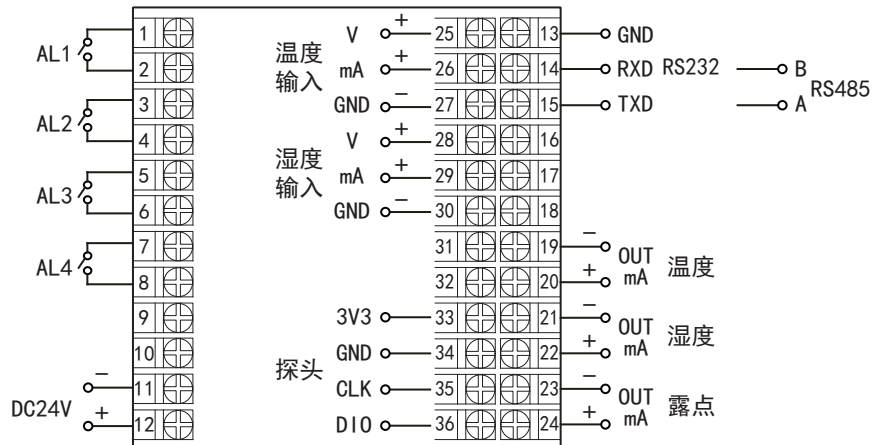 1 V + 25 13 GND
AL1 温度
2 输入 mA + 26 14 RXD RS232 B
RS485
3 GND − 27 15 TXD A
AL2
4 V + 28 16
湿度
5 输入 mA + 29 17
AL3
6 GND − 30 18
7 31 19 −
AL4 OUT 温度
8 32 20 + mA
9 3V3 33 21 −
OUT 湿度
10 GND 34 22 + mA
探头
− 11 CLK 35 23 −
DC24V OUT 露点
+ 12 DIO 36 24 + mA